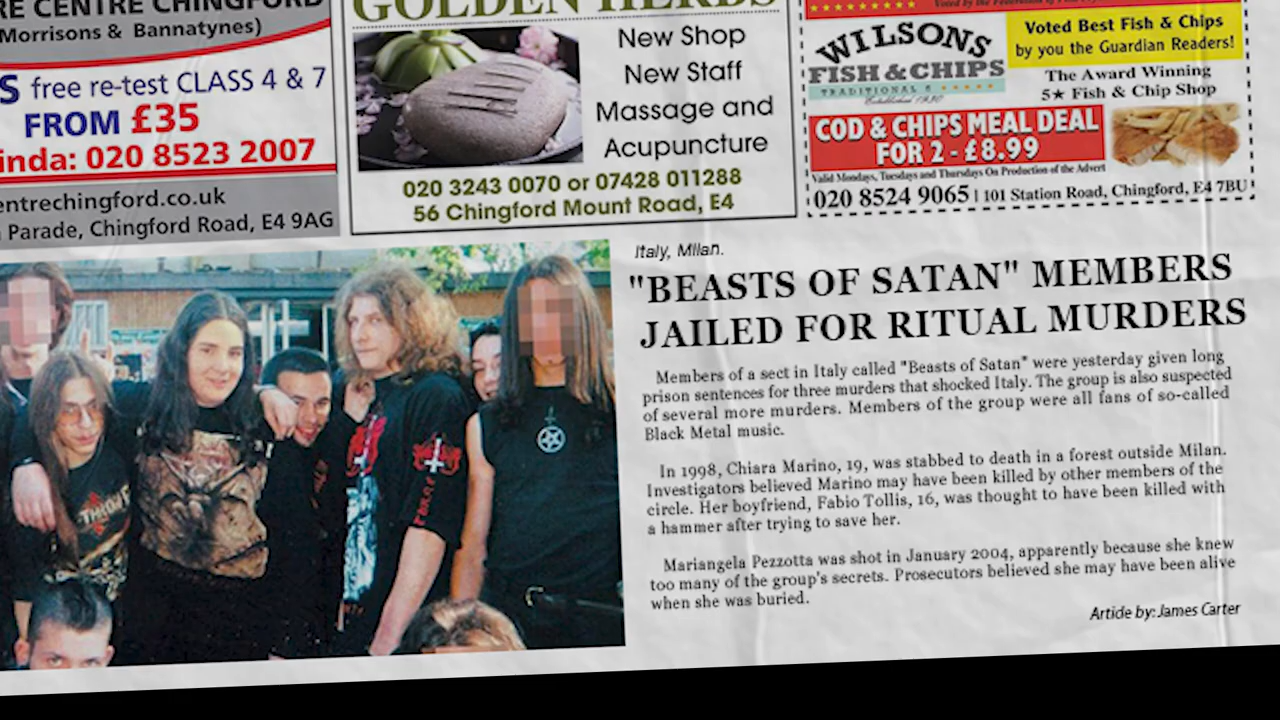 RE CENTRE CHINGFORD
Morrisons & Bannatynes)
S free re-test CLASS 4 & 7
FROM £35
inda: 020 8523 2007
entrechingford.co.uk
Parade, Chingford Road, E4 9AG
GOLDEN HERBS
New Shop
New Staff
Massage and
Acupuncture
020 3243 0070 or 07428 011288
56 Chingford Mount Road, E4
Voted by the Federation of
WILSONS
FISH & CHIPS
TRADITIONAL
Established
Voted Best Fish & Chips
by you the Guardian Readers!
The Award Winning
5★ Fish & Chip Shop
COD & CHIPS MEAL DEAL
FOR 2 - £8.99
Valid Mondays, Tuesdays and Thursdays On Production of the Advert
020 8524 9065 | 101 Station Road, Chingford, E4 7BU
Italy, Milan.
"BEASTS OF SATAN" MEMBERS
JAILED FOR RITUAL MURDERS
Members of a sect in Italy called "Beasts of Satan" were yesterday given long
prison sentences for three murders that shocked Italy. The group is also suspected
of several more murders. Members of the group were all fans of so-called
Black Metal music.
In 1998, Chiara Marino, 19, was stabbed to death in a forest outside Milan.
Investigators believed Marino may have been killed by other members of the
circle. Her boyfriend, Fabio Tollis, 16, was thought to have been killed with
a hammer after trying to save her.
Mariangela Pezzotta was shot in January 2004, apparently because she knew
too many of the group's secrets. Prosecutors believed she may have been alive
when she was buried.
Article by: James Carter